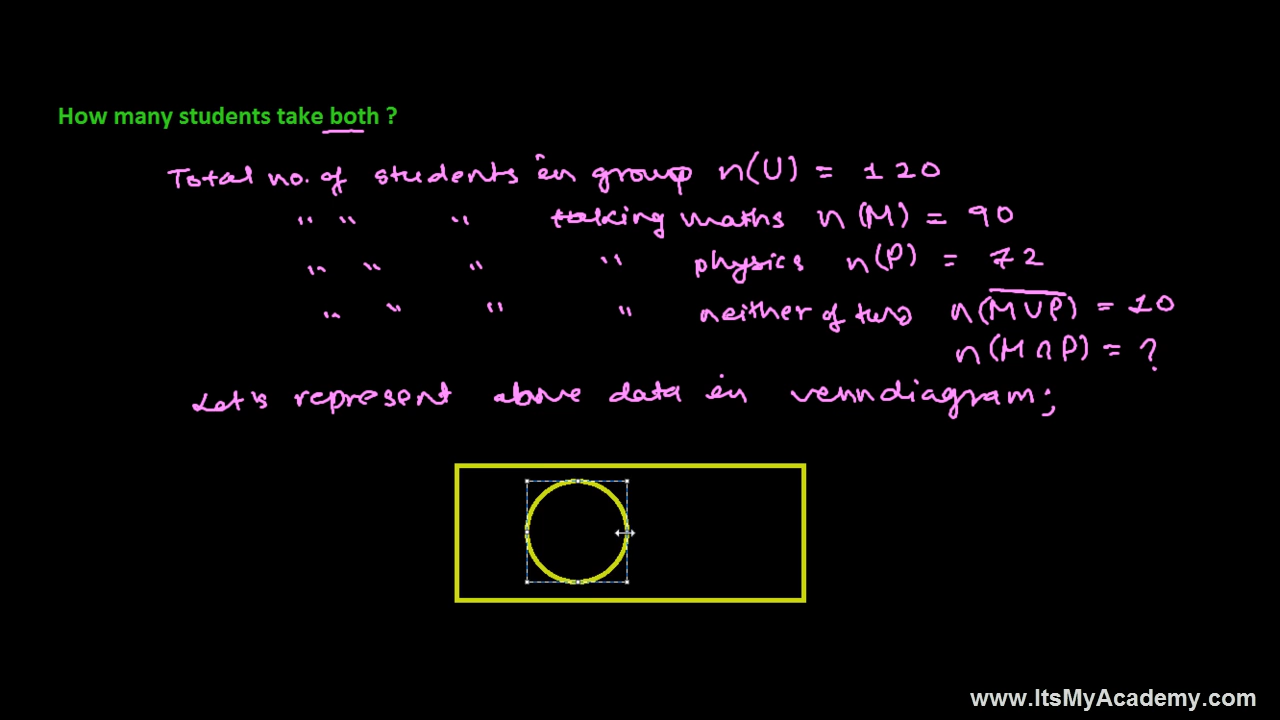 How many students take both ?
Total no. of students in group n(U) = 120
" " " taking maths n(M) = 90
" " " " physics n(P) = 72
" " " " neither of two n(M∪P)̅ = 10
n(M∩P) = ?
Let's represent above data in venndiagram;
www.ItsMyAcademy.com